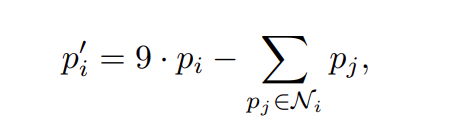 p′_i = 9 · p_i − ∑_{p_j∈𝒩_i} p_j,